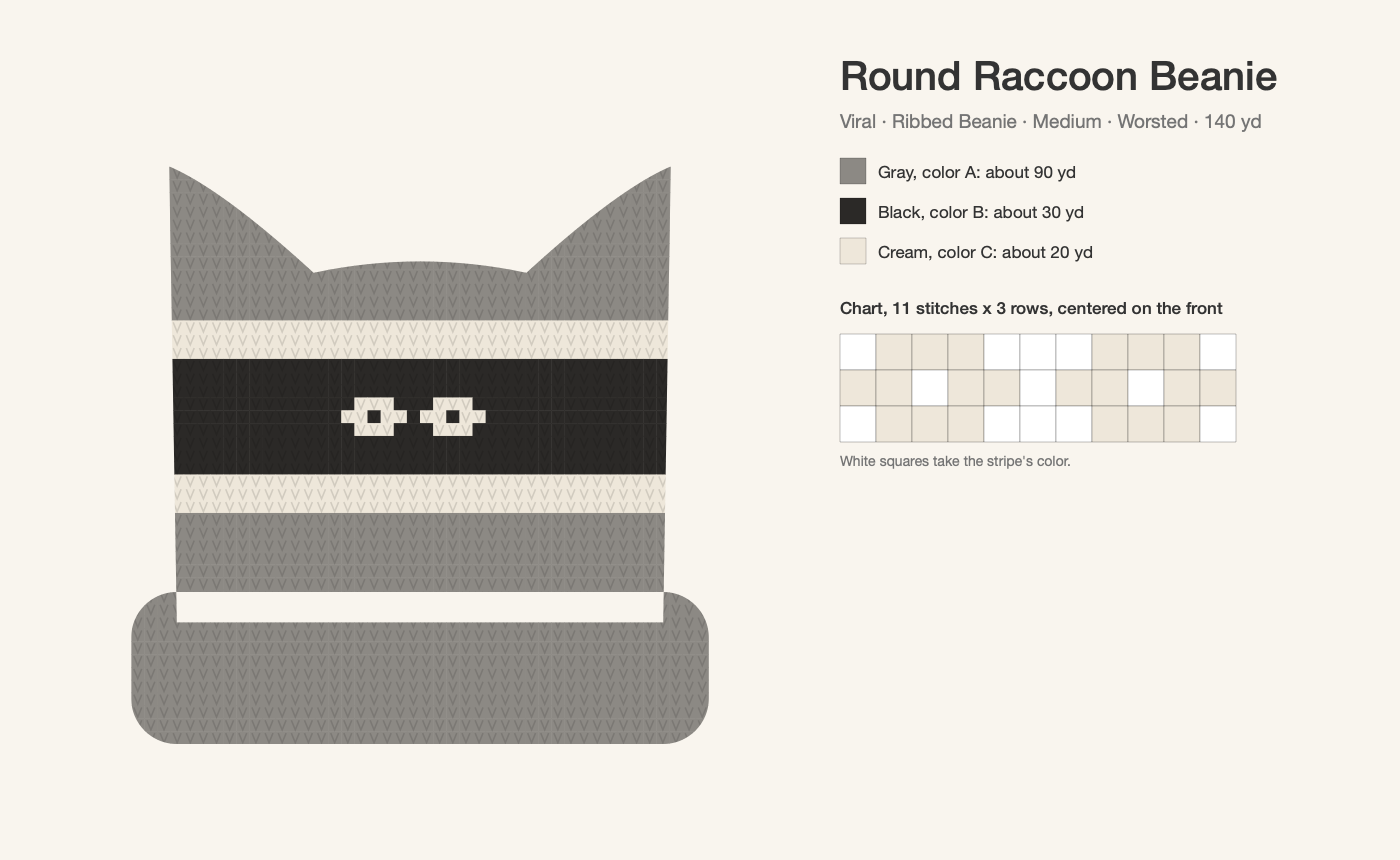 Round Raccoon Beanie
Viral · Ribbed Beanie · Medium · Worsted · 140 yd
Gray, color A: about 90 yd
Black, color B: about 30 yd
Cream, color C: about 20 yd
Chart, 11 stitches x 3 rows, centered on the front
White squares take the stripe's color.